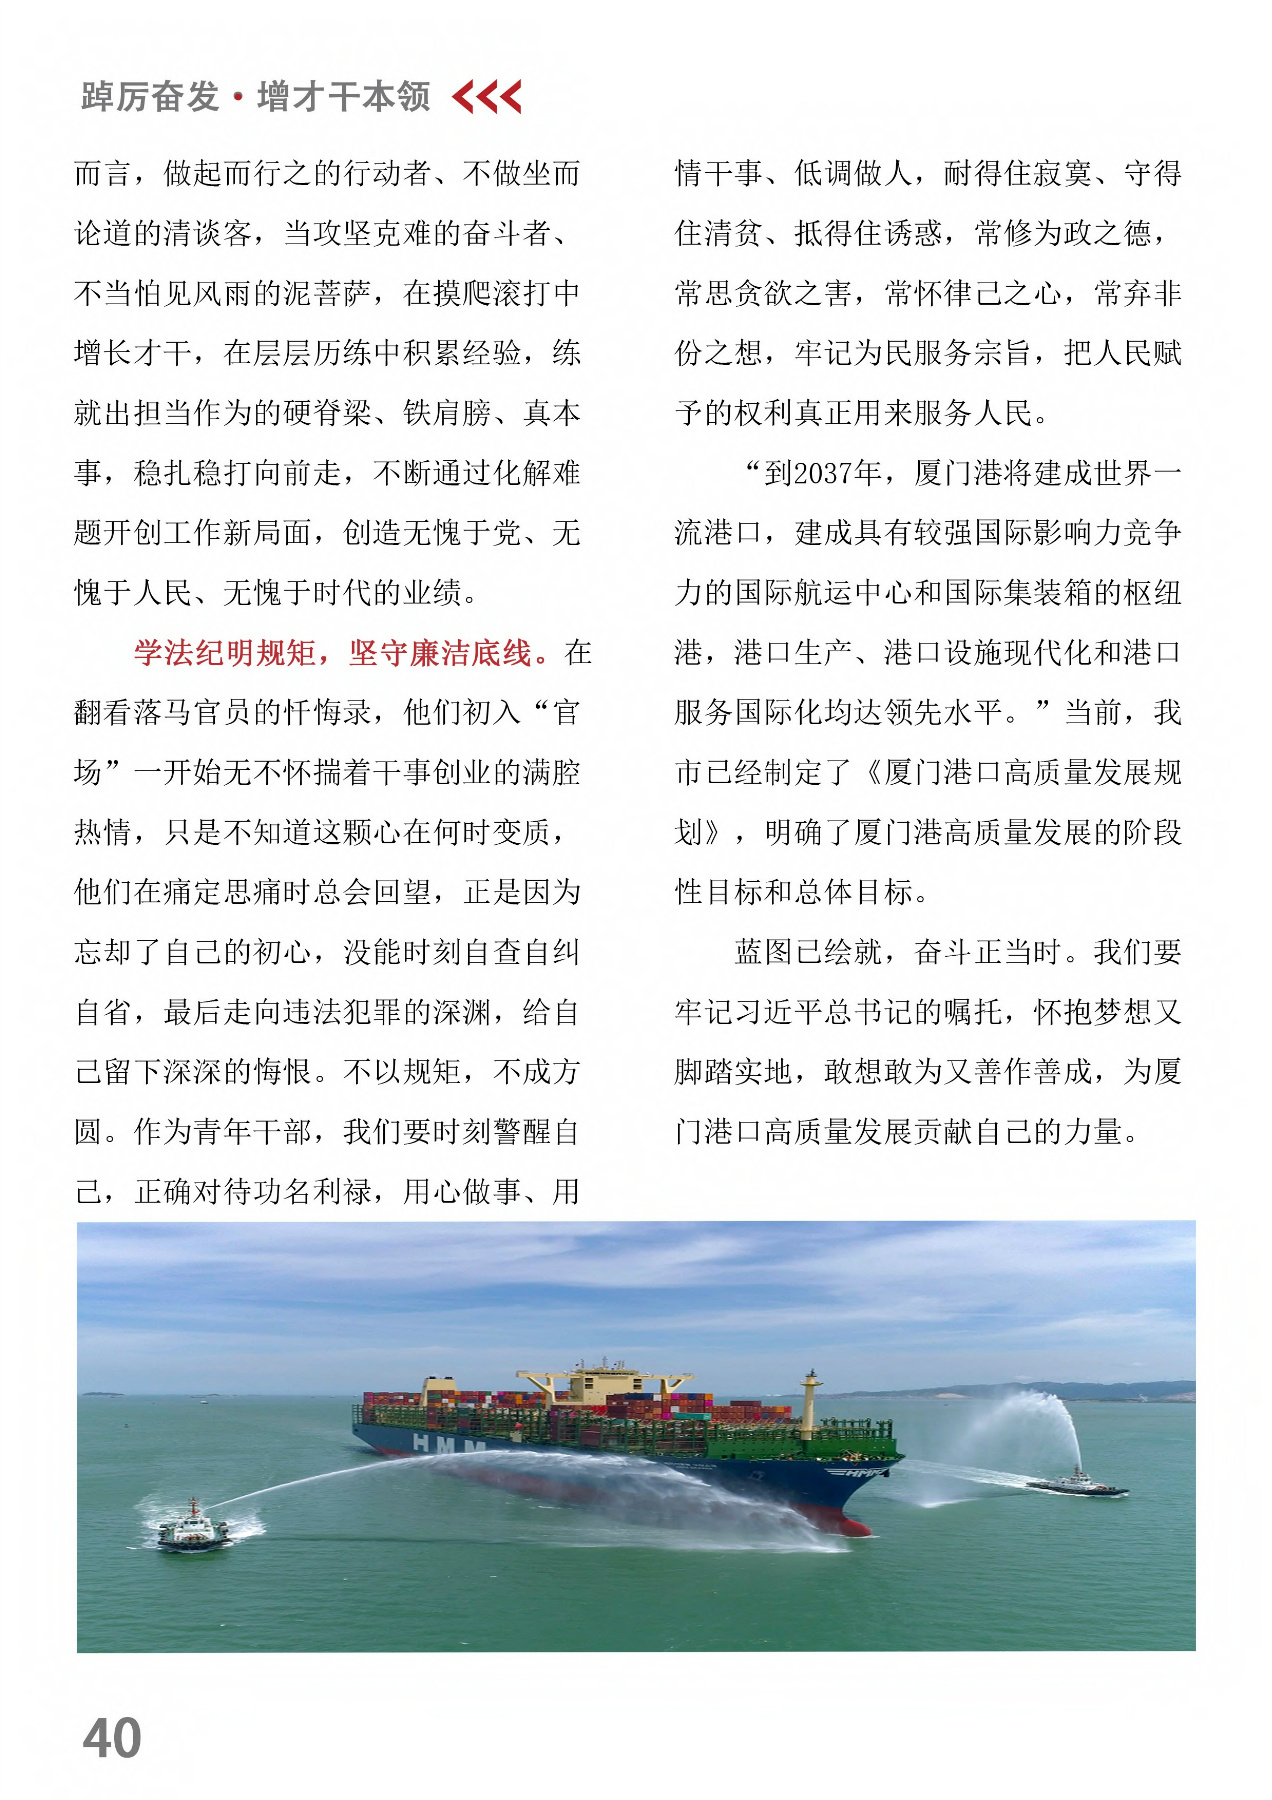 踔厉奋发·增才干本领
而言，做起而行之的行动者、不做坐而
论道的清谈客，当攻坚克难的奋斗者、
不当怕见风雨的泥菩萨，在摸爬滚打中
增长才干，在层层历练中积累经验，练
就出担当作为的硬脊梁、铁肩膀、真本
事，稳扎稳打向前走，不断通过化解难
题开创工作新局面，创造无愧于党、无
愧于人民、无愧于时代的业绩。
学法纪明规矩，坚守廉洁底线。在
翻看落马官员的忏悔录，他们初入“官
场”一开始无不怀揣着干事创业的满腔
热情，只是不知道这颗心在何时变质，
他们在痛定思痛时总会回望，正是因为
忘却了自己的初心，没能时刻自查自纠
自省，最后走向违法犯罪的深渊，给自
己留下深深的悔恨。不以规矩，不成方
圆。作为青年干部，我们要时刻警醒自
己，正确对待功名利禄，用心做事、用
情干事、低调做人，耐得住寂寞、守得
住清贫、抵得住诱惑，常修为政之德，
常思贪欲之害，常怀律己之心，常弃非
份之想，牢记为民服务宗旨，把人民赋
予的权利真正用来服务人民。
“到2037年，厦门港将建成世界一
流港口，建成具有较强国际影响力竞争
力的国际航运中心和国际集装箱的枢纽
港，港口生产、港口设施现代化和港口
服务国际化均达领先水平。”当前，我
市已经制定了《厦门港口高质量发展规
划》，明确了厦门港高质量发展的阶段
性目标和总体目标。
蓝图已绘就，奋斗正当时。我们要
牢记习近平总书记的嘱托，怀抱梦想又
脚踏实地，敢想敢为又善作善成，为厦
门港口高质量发展贡献自己的力量。
HMM
HMM
40